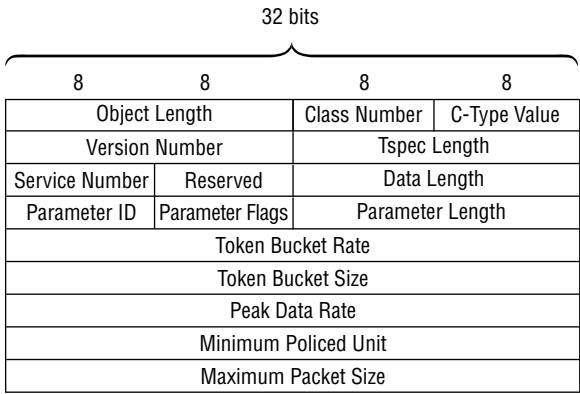 32 bits
8 8 8 8
Object Length Class Number C-Type Value
Version Number Tspec Length
Service Number Reserved Data Length
Parameter ID Parameter Flags Parameter Length
Token Bucket Rate
Token Bucket Size
Peak Data Rate
Minimum Policed Unit
Maximum Packet Size